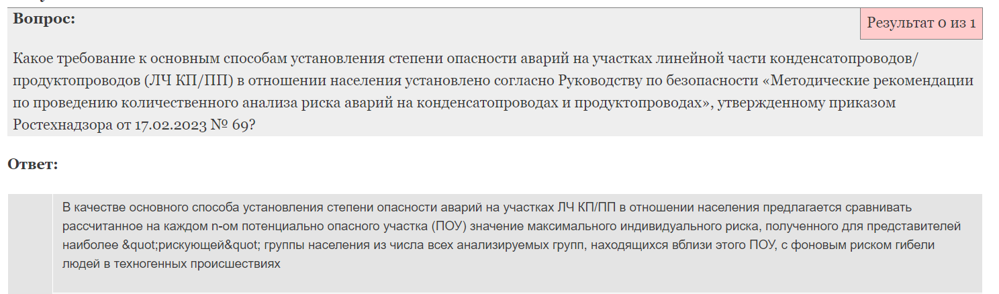 Вопрос:
Результат 0 из 1
Какое требование к основным способам установления степени опасности аварий на участках линейной части конденсатопроводов/
продуктопроводов (ЛЧ КП/ПП) в отношении населения установлено согласно Руководству по безопасности «Методические рекомендации
по проведению количественного анализа риска аварий на конденсатопроводах и продуктопроводах», утвержденному приказом
Ростехнадзора от 17.02.2023 № 69?
Ответ:
В качестве основного способа установления степени опасности аварий на участках ЛЧ КП/ПП в отношении населения предлагается сравнивать
рассчитанное на каждом n-ом потенциально опасного участка (ПОУ) значение максимального индивидуального риска, полученного для представителей
наиболее &quot;рискующей&quot; группы населения из числа всех анализируемых групп, находящихся вблизи этого ПОУ, с фоновым риском гибели
людей в техногенных происшествиях